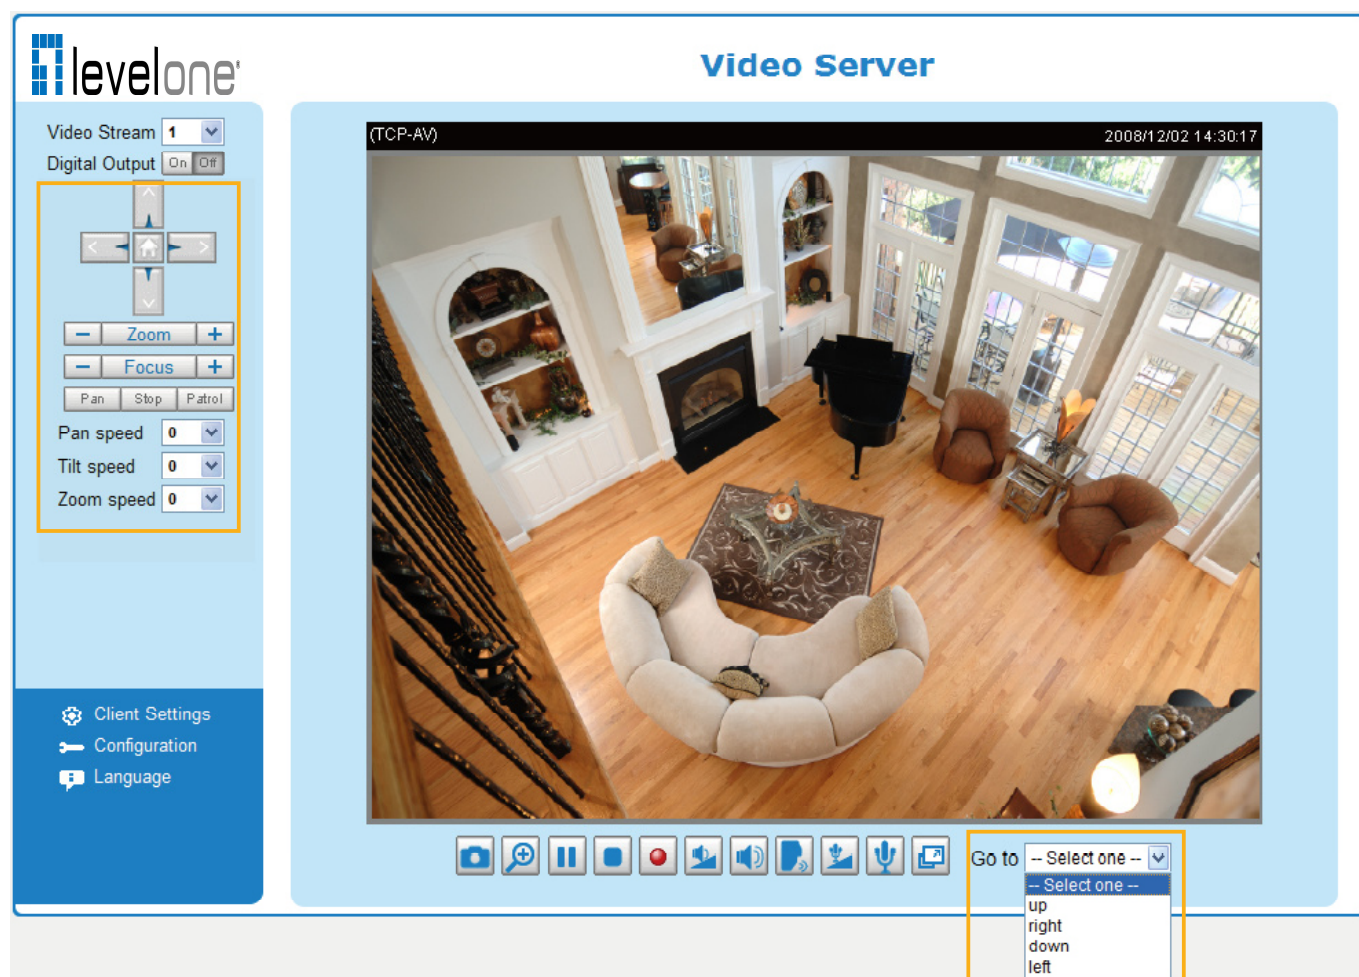 levelone®
Video Server
Video Stream 1
Digital Output On Off
Zoom
Focus
Pan Stop Patrol
Pan speed 0
Tilt speed 0
Zoom speed 0
Client Settings
Configuration
Language
(TCP-AV) 2008/12/02 14:30:17
Go to -- Select one --
-- Select one --
up
right
down
left